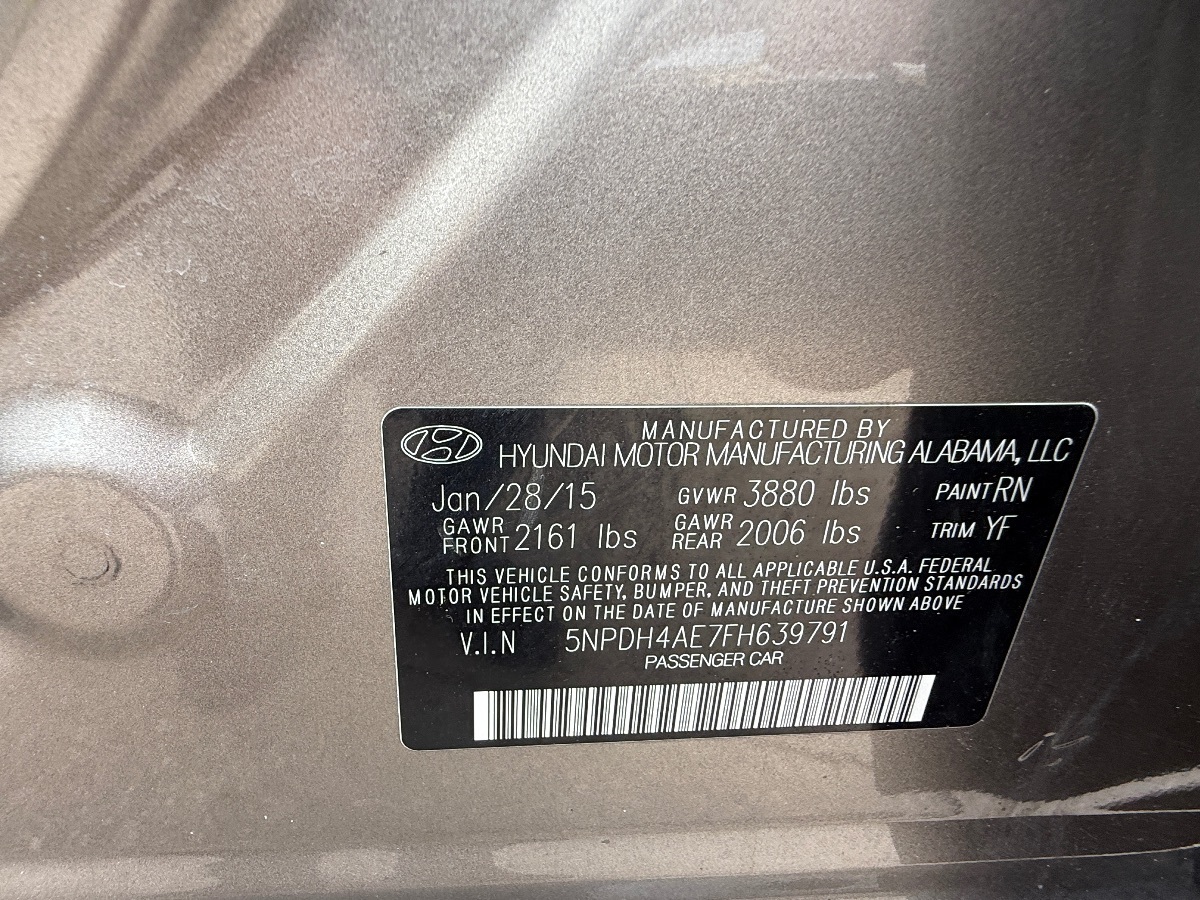 MANUFACTURED BY
HYUNDAI MOTOR MANUFACTURING ALABAMA, LLC
Jan/28/15 GVWR 3880 lbs PAINT RN
GAWR FRONT 2161 lbs GAWR REAR 2006 lbs TRIM YF
THIS VEHICLE CONFORMS TO ALL APPLICABLE U.S.A. FEDERAL
MOTOR VEHICLE SAFETY, BUMPER, AND THEFT PREVENTION STANDARDS
IN EFFECT ON THE DATE OF MANUFACTURE SHOWN ABOVE
V.I.N 5NPDH4AE7FH639791
PASSENGER CAR